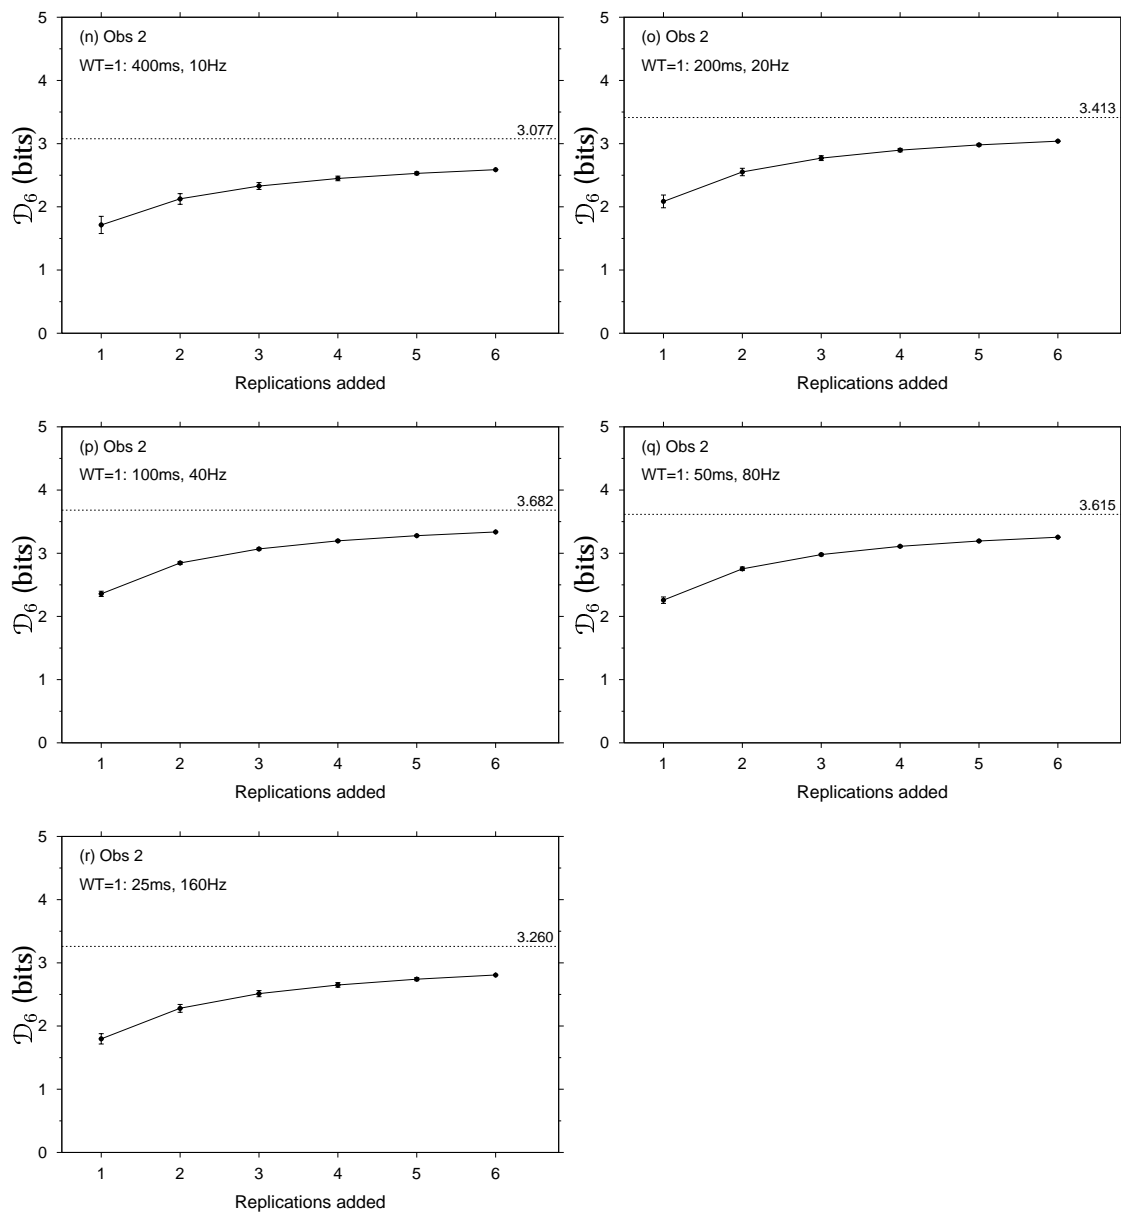 (n) Obs 2
WT=1: 400ms, 10Hz
3.077
5
4
3
2
1
0
𝒟6 (bits)
1 2 3 4 5 6
Replications added
(o) Obs 2
WT=1: 200ms, 20Hz
3.413
5
4
3
2
1
0
𝒟6 (bits)
1 2 3 4 5 6
Replications added
(p) Obs 2
WT=1: 100ms, 40Hz
3.682
5
4
3
2
1
0
𝒟6 (bits)
1 2 3 4 5 6
Replications added
(q) Obs 2
WT=1: 50ms, 80Hz
3.615
5
4
3
2
1
0
𝒟6 (bits)
1 2 3 4 5 6
Replications added
(r) Obs 2
WT=1: 25ms, 160Hz
3.260
5
4
3
2
1
0
𝒟6 (bits)
1 2 3 4 5 6
Replications added